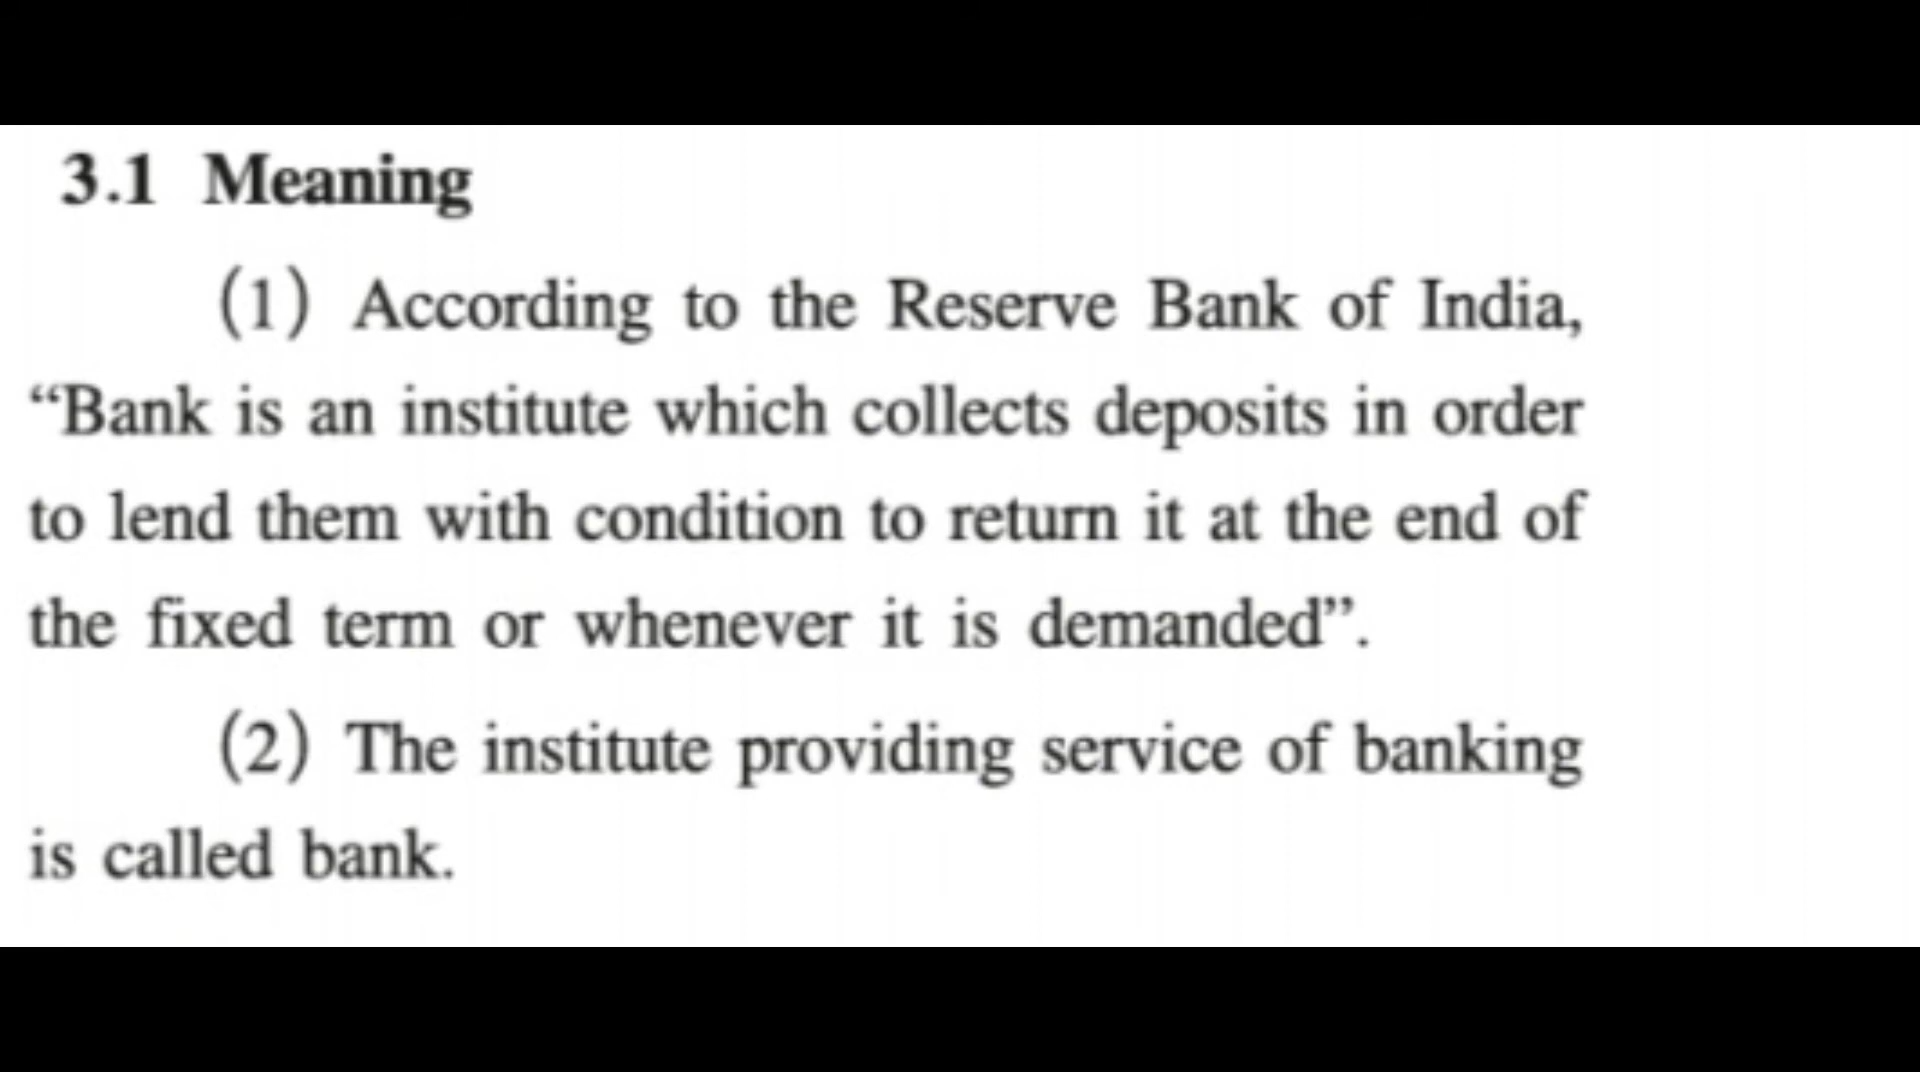 3.1 Meaning
(1) According to the Reserve Bank of India,
“Bank is an institute which collects deposits in order
to lend them with condition to return it at the end of
the fixed term or whenever it is demanded”.
(2) The institute providing service of banking
is called bank.